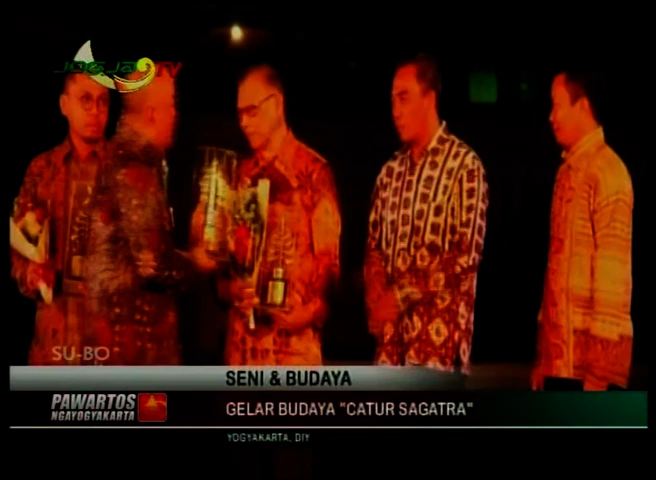 JOGJA TV
SU-BO
SENI & BUDAYA
PAWARTOS
NGAYOGYAKARTA
GELAR BUDAYA "CATUR SAGATRA"
YOGYAKARTA, DIY